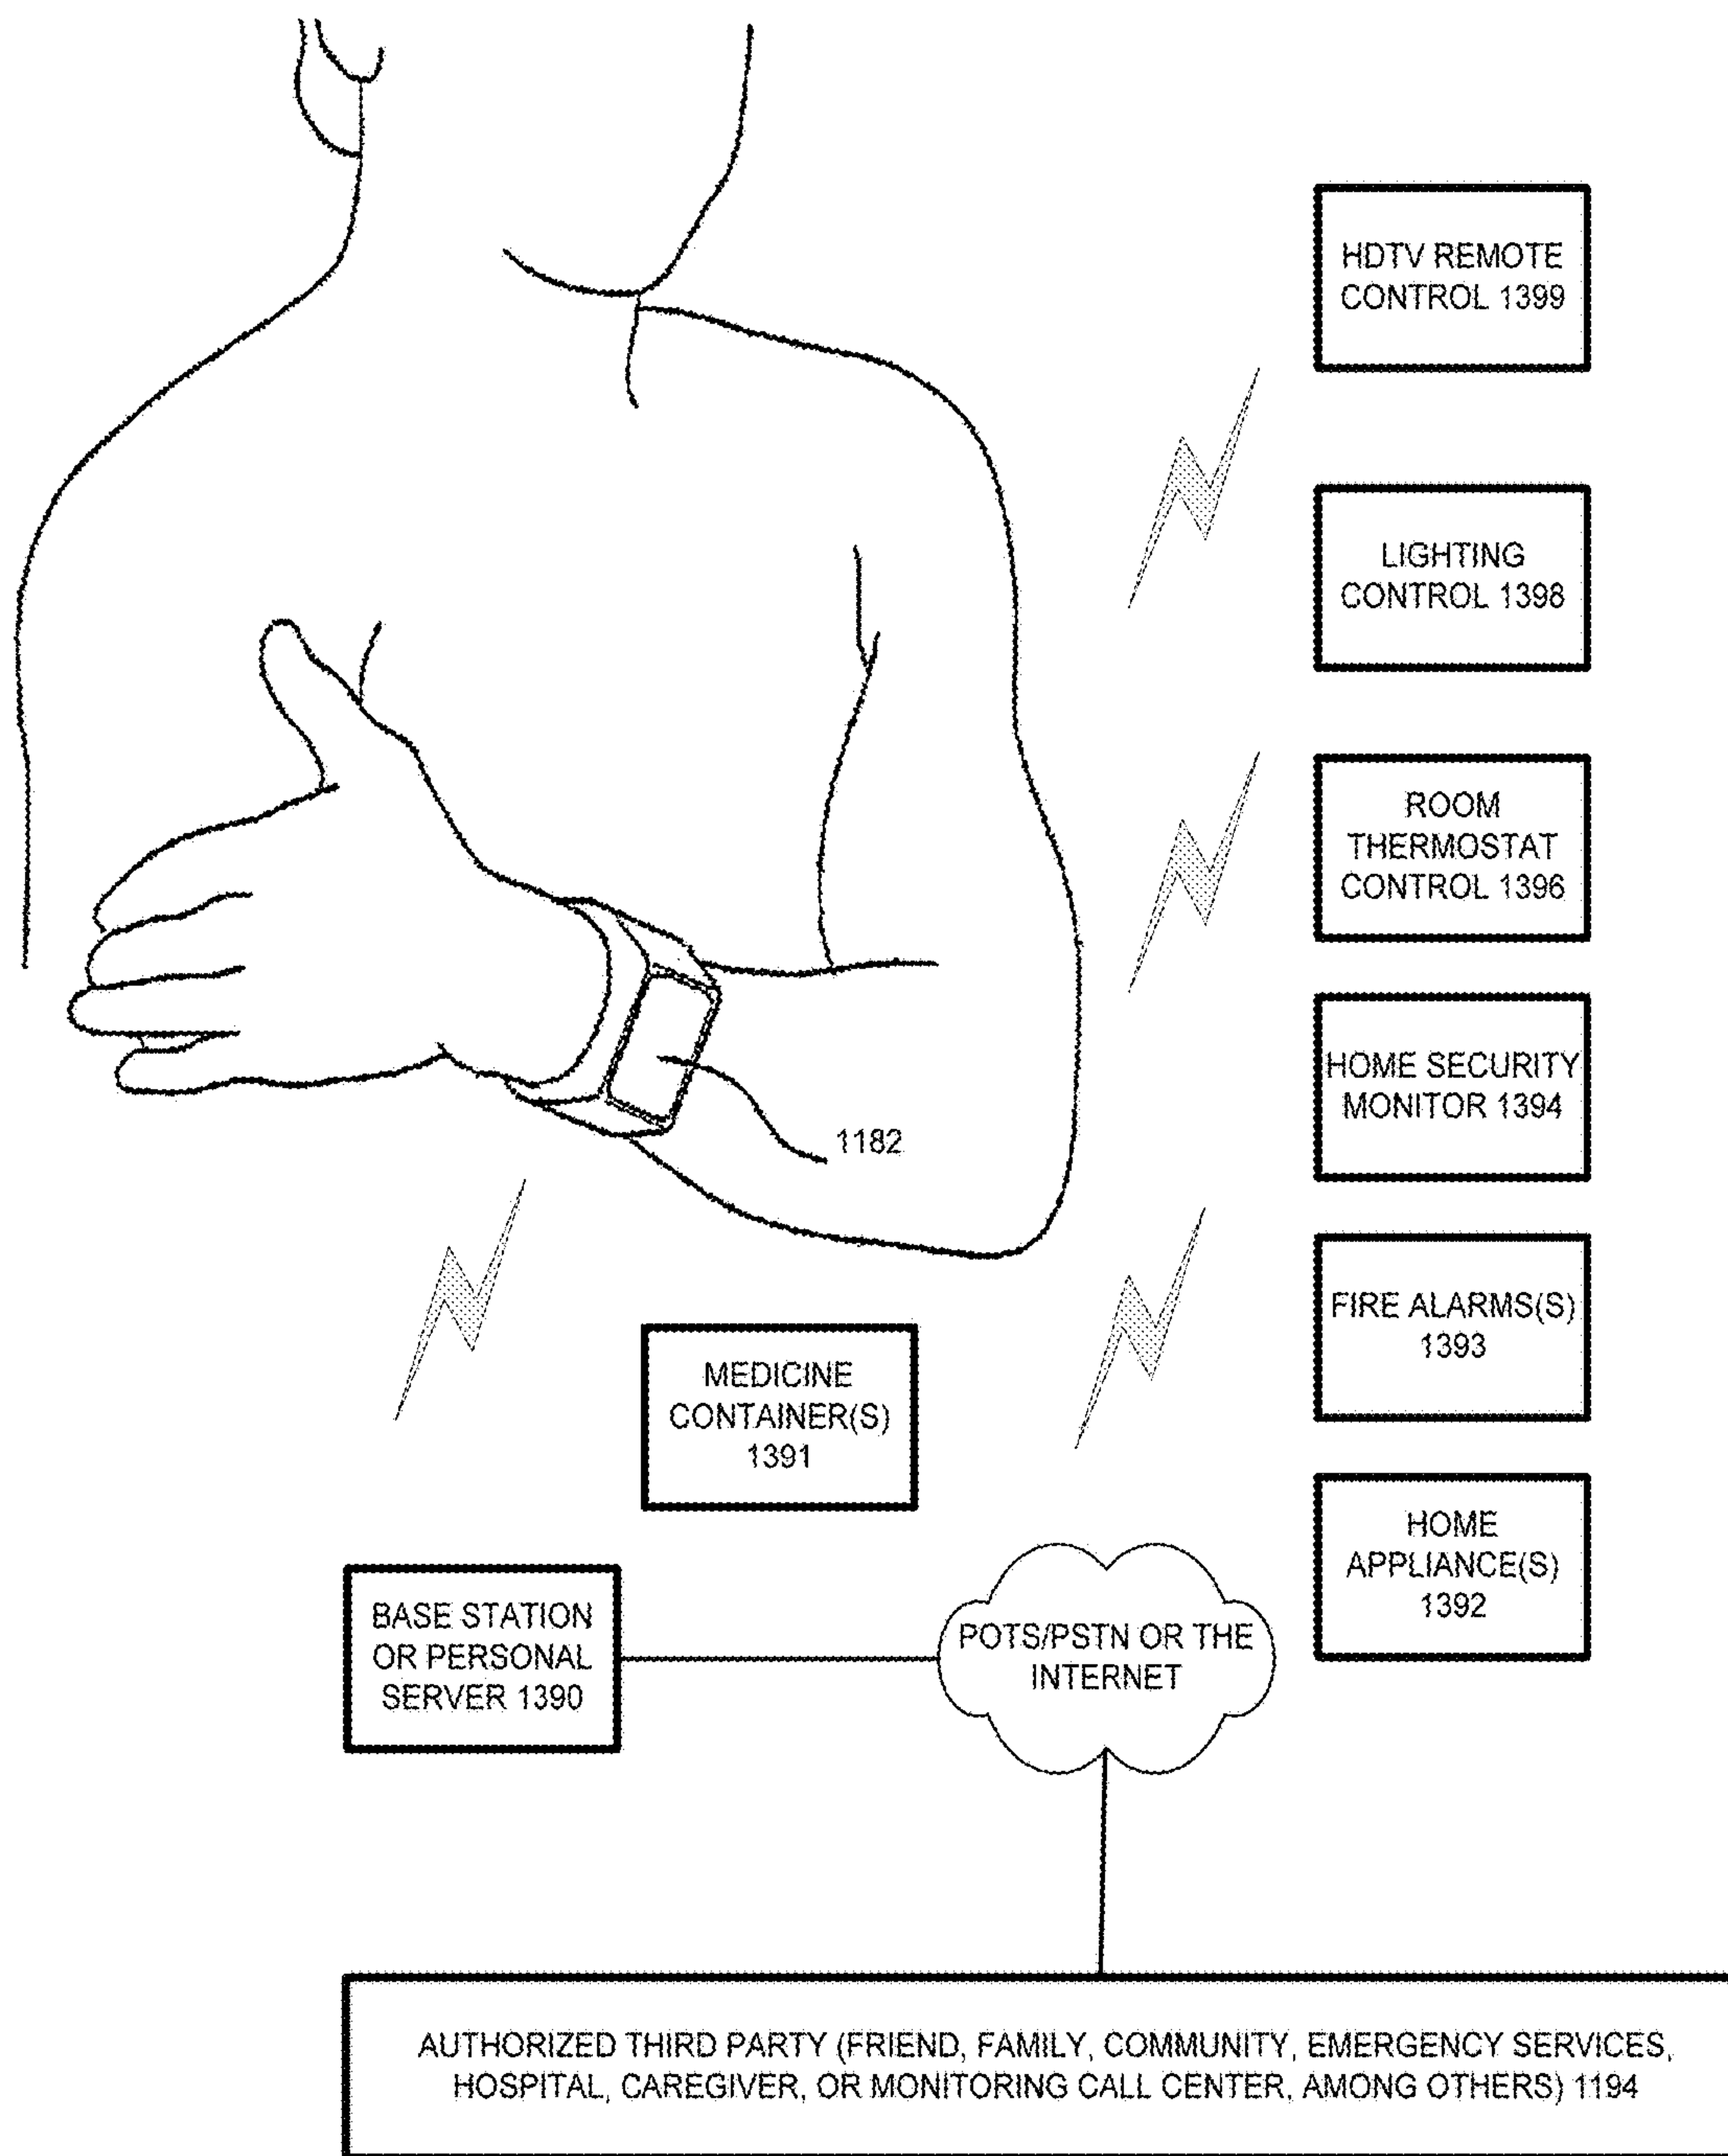 HDTV REMOTE
CONTROL 1399
LIGHTING
CONTROL 1398
ROOM
THERMOSTAT
CONTROL 1396
HOME SECURITY
MONITOR 1394
1182
FIRE ALARMS(S)
1393
MEDICINE
CONTAINER(S)
1391
HOME
APPLIANCE(S)
1392
BASE STATION
OR PERSONAL
SERVER 1390
POTS/PSTN OR THE
INTERNET
AUTHORIZED THIRD PARTY (FRIEND, FAMILY, COMMUNITY, EMERGENCY SERVICES,
HOSPITAL, CAREGIVER, OR MONITORING CALL CENTER, AMONG OTHERS) 1194